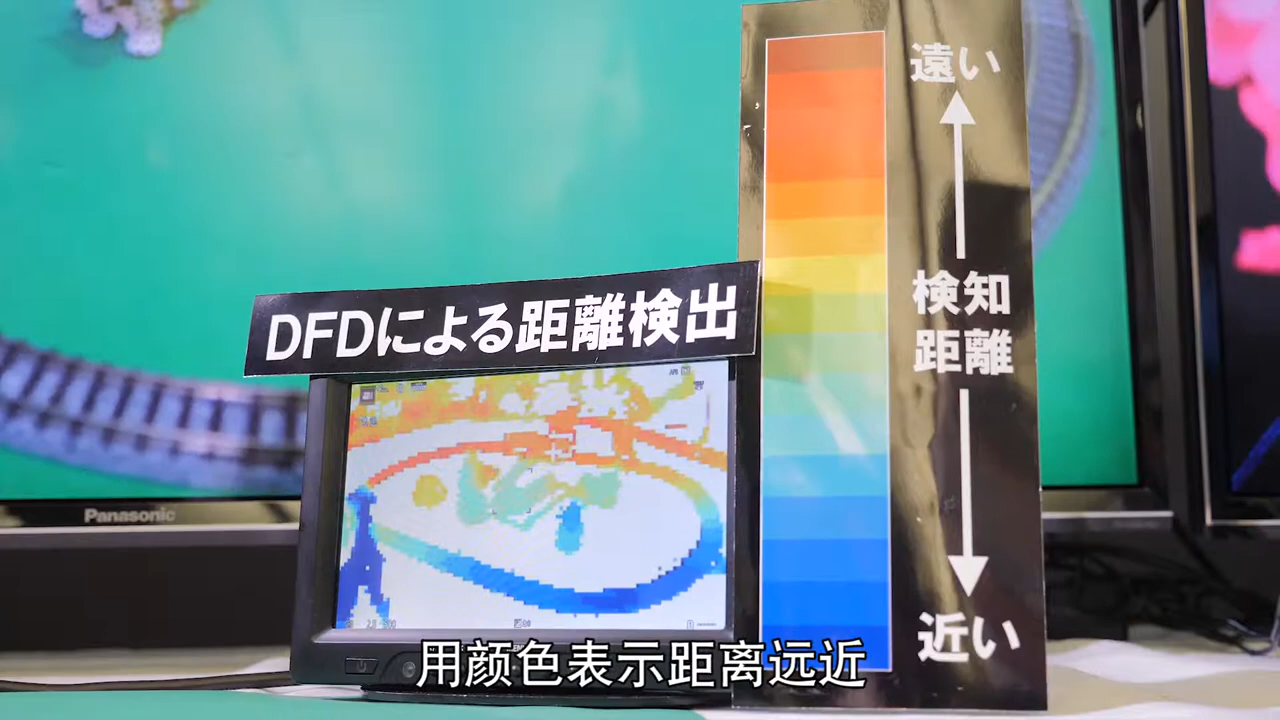 遠い
検知
距離
近い
DFDによる距離検出
Panasonic
用颜色表示距离远近